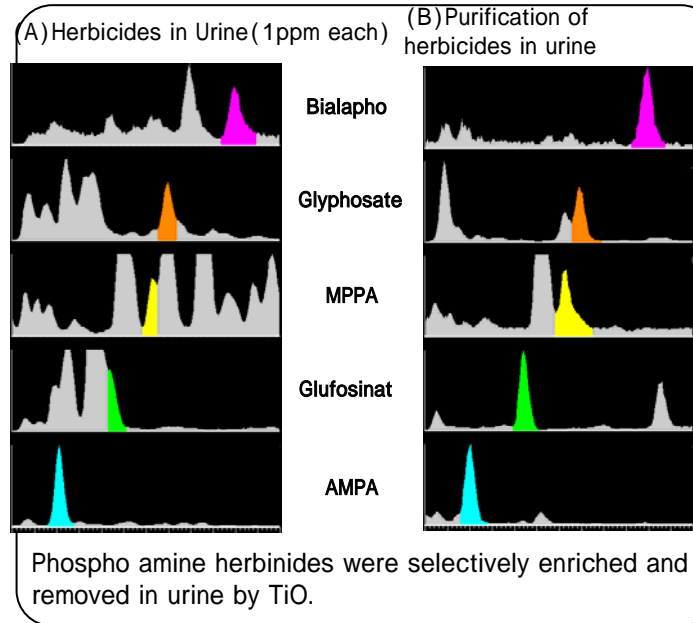 (A)Herbicides in Urine(1ppm each)
(B)Purification of
herbicides in urine
Bialapho
Glyphosate
MPPA
Glufosinat
AMPA
Phospho amine herbinides were selectively enriched and
removed in urine by TiO.